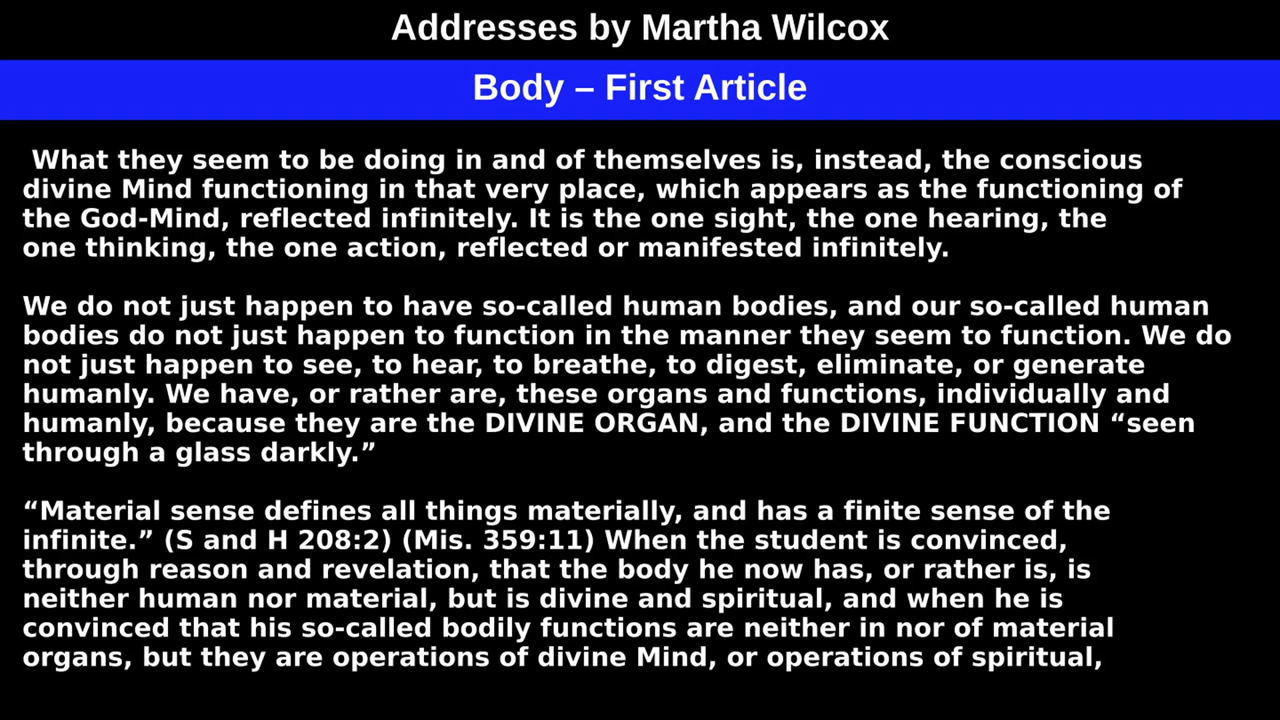 Addresses by Martha Wilcox
Body – First Article
What they seem to be doing in and of themselves is, instead, the conscious
divine Mind functioning in that very place, which appears as the functioning of
the God-Mind, reflected infinitely. It is the one sight, the one hearing, the
one thinking, the one action, reflected or manifested infinitely.
We do not just happen to have so-called human bodies, and our so-called human
bodies do not just happen to function in the manner they seem to function. We do
not just happen to see, to hear, to breathe, to digest, eliminate, or generate
humanly. We have, or rather are, these organs and functions, individually and
humanly, because they are the DIVINE ORGAN, and the DIVINE FUNCTION “seen
through a glass darkly.”
“Material sense defines all things materially, and has a finite sense of the
infinite.” (S and H 208:2) (Mis. 359:11) When the student is convinced,
through reason and revelation, that the body he now has, or rather is, is
neither human nor material, but is divine and spiritual, and when he is
convinced that his so-called bodily functions are neither in nor of material
organs, but they are operations of divine Mind, or operations of spiritual,